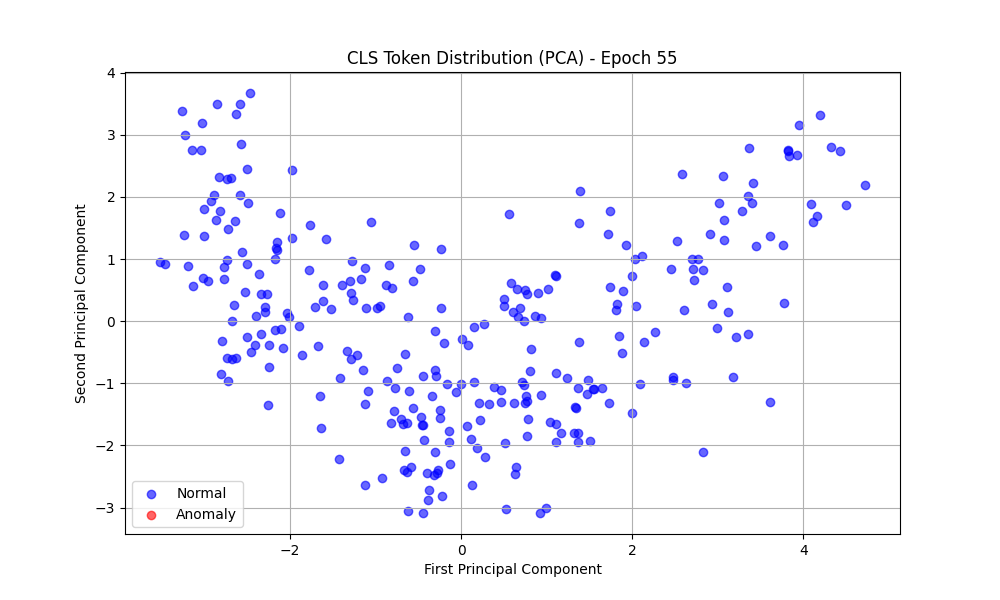 CLS Token Distribution (PCA) - Epoch 55
Second Principal Component
4
3
2
1
0
−1
−2
−3
Normal
Anomaly
−2
0
2
4
First Principal Component